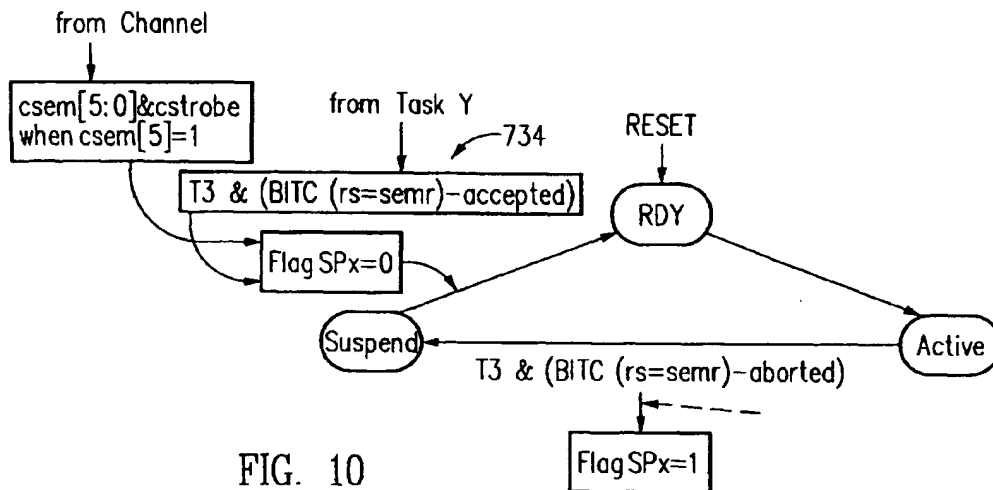 from Channel
csem[5:0]&cstrobe
when csem[5]=1
from Task Y
734
RESET
T3 & (BITC (rs=semr)-accepted)
RDY
Flag SPx=0
Suspend
Active
T3 & (BITC (rs=semr)-aborted)
Flag SPx=1
FIG. 10